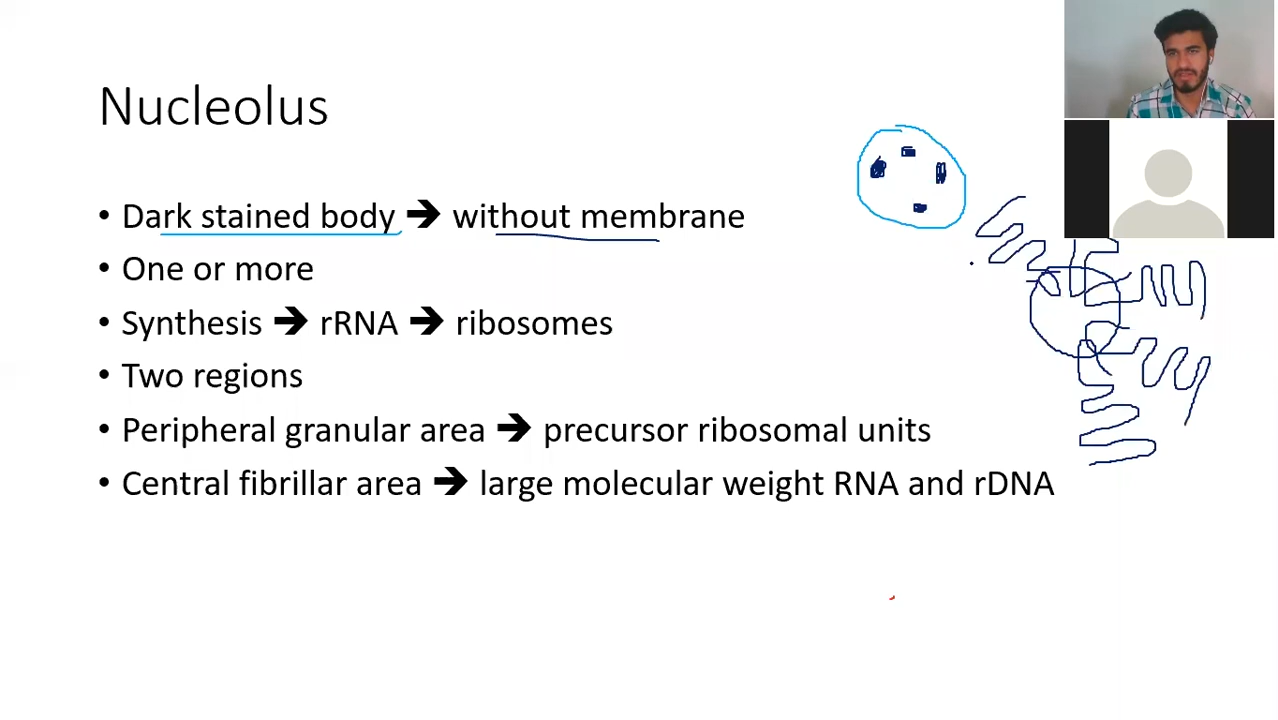 Nucleolus
• Dark stained body → without membrane
• One or more
• Synthesis → rRNA → ribosomes
• Two regions
• Peripheral granular area → precursor ribosomal units
• Central fibrillar area → large molecular weight RNA and rDNA